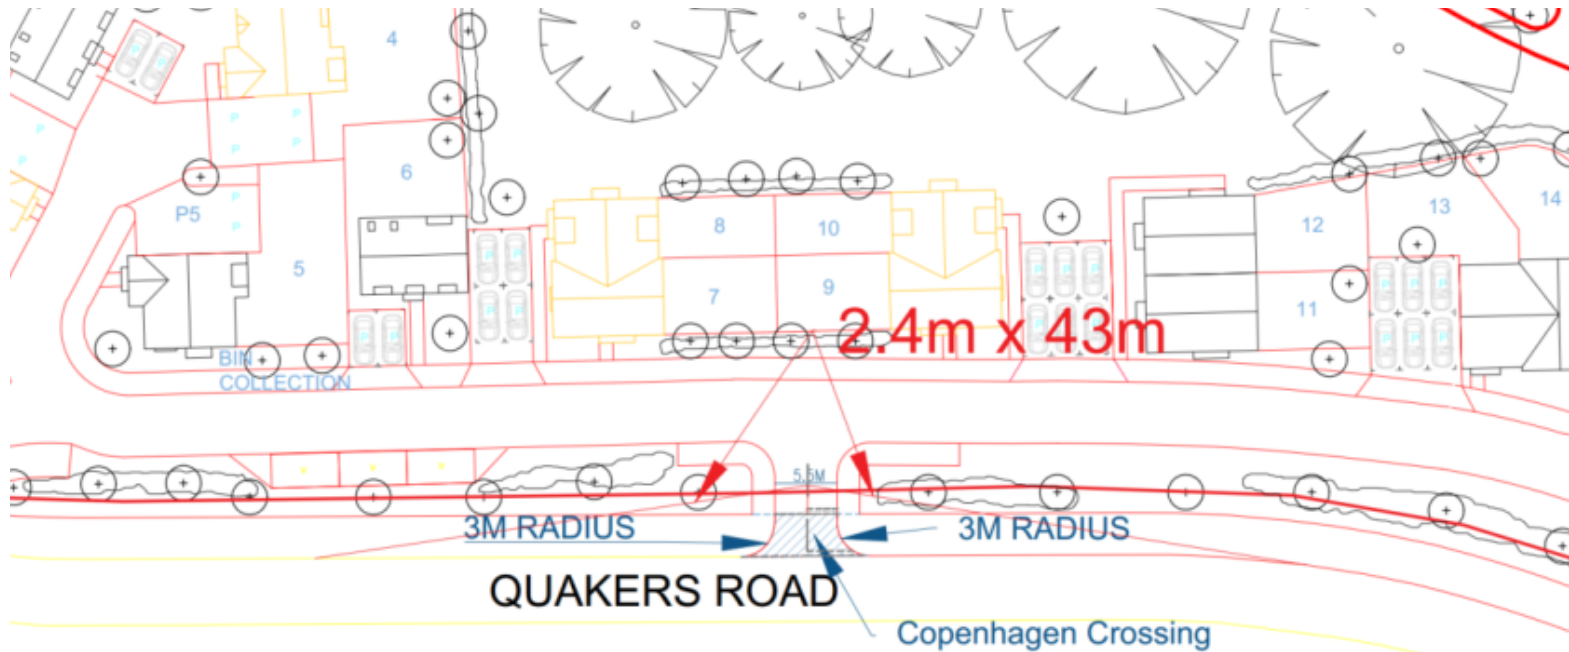 4
P
P
P
P
P
P
P
P
P
P
P5
6
5
8
10
7
9
12
13
14
11
2.4m x 43m
BIN
COLLECTION
5.5M
3M RADIUS
3M RADIUS
QUAKERS ROAD
Copenhagen Crossing